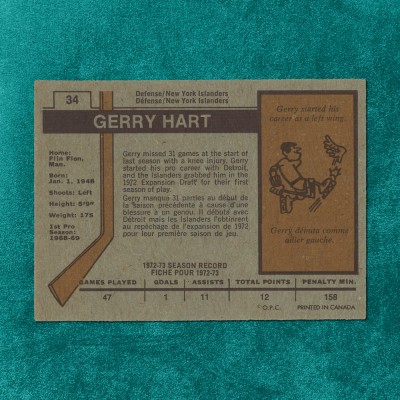 34
Defense/New York Islanders
Défense/New York Islanders
GERRY HART
Home:
Flin Flon,
Man.
Born:
Jan. 1, 1948
Shoots: Left
Height: 5'9"
Weight: 175
1st Pro
Season:
1968-69
Gerry missed 31 games at the start of
last season with a knee injury. Gerry
started his pro career with Detroit,
and the Islanders grabbed him in the
1972 Expansion Draft for their first
season of play.
Gerry manqua 31 parties au début de
la saison précédente à cause d'une
blessure à un genou. Il débuta avec
Détroit mais les Islanders l'obtinrent
au repêchage de l'expansion de 1972
pour leur première saison de jeu.
Gerry started his
career as a left wing.
Gerry débuta comme
ailier gauche.
1972-73 SEASON RECORD
FICHE POUR 1972-73
GAMES PLAYED GOALS ASSISTS TOTAL POINTS PENALTY MIN.
47 1 11 12 158
© O.P.C. PRINTED IN CANADA